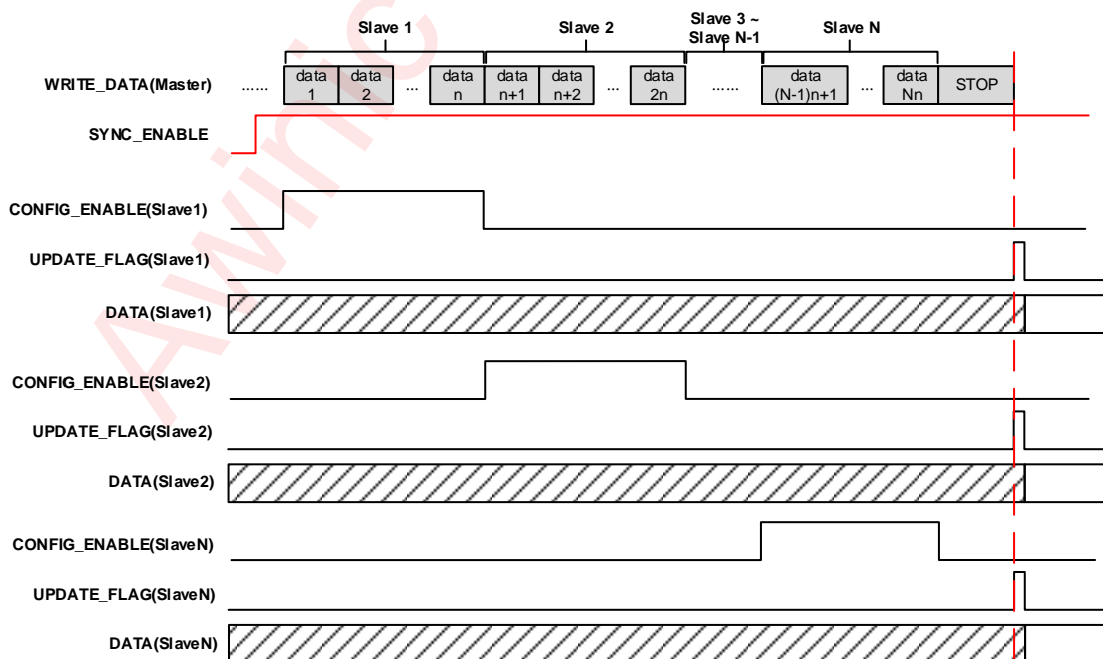 Slave 1
Slave 2
Slave 3 ~
Slave N-1
Slave N
WRITE_DATA(Master)
......
data
1
data
2
...
data
n
data
n+1
data
n+2
...
data
2n
......
data
(N-1)n+1
...
data
Nn
STOP
SYNC_ENABLE
CONFIG_ENABLE(Slave1)
UPDATE_FLAG(Slave1)
DATA(Slave1)
CONFIG_ENABLE(Slave2)
UPDATE_FLAG(Slave2)
DATA(Slave2)
CONFIG_ENABLE(SlaveN)
UPDATE_FLAG(SlaveN)
DATA(SlaveN)
Awinic